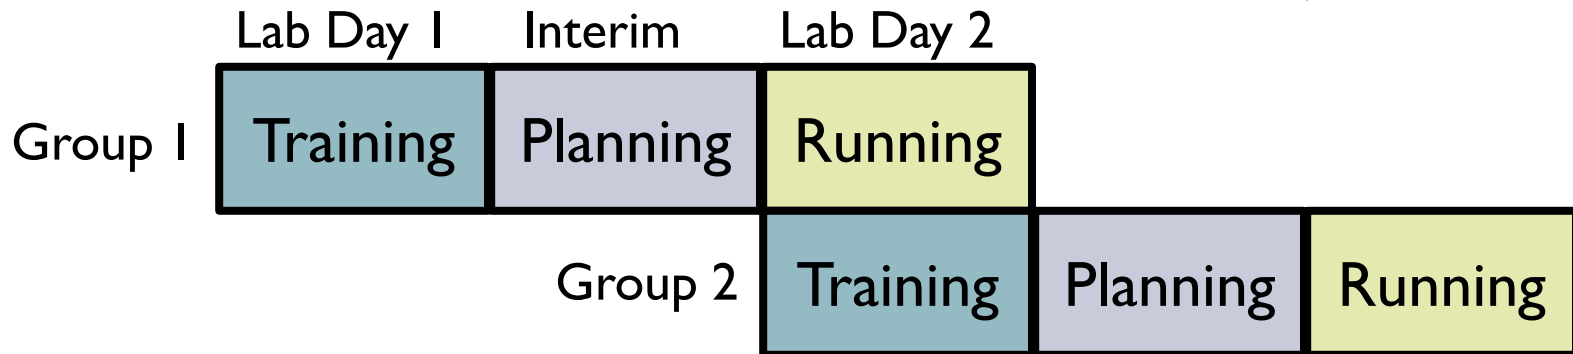 Lab Day 1 Interim Lab Day 2
Group 1 Training Planning Running
Group 2 Training Planning Running